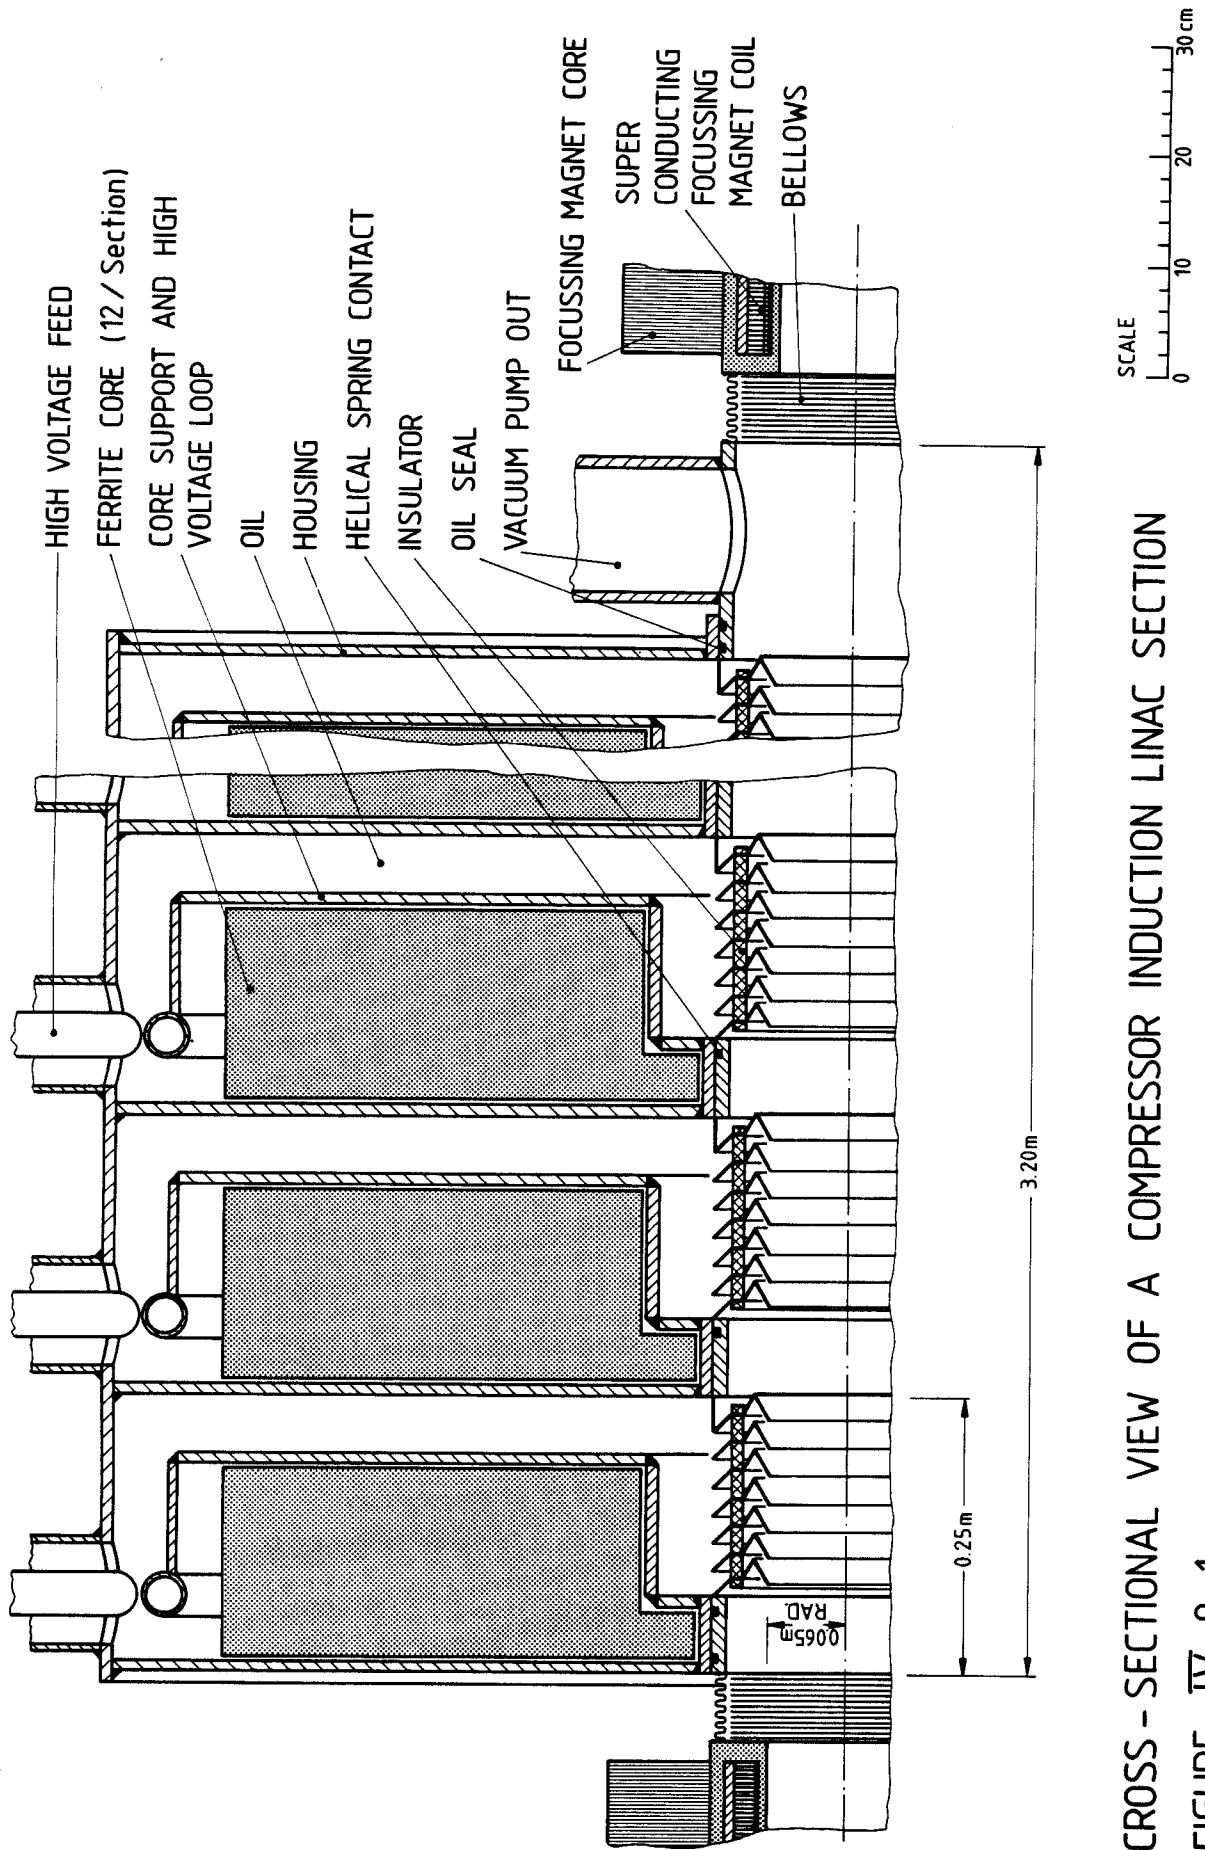 HIGH VOLTAGE FEED
FERRITE CORE (12 / Section)
CORE SUPPORT AND HIGH
VOLTAGE LOOP
OIL
HOUSING
HELICAL SPRING CONTACT
INSULATOR
OIL SEAL
VACUUM PUMP OUT
FOCUSSING MAGNET CORE
SUPER
CONDUCTING
FOCUSSING
MAGNET COIL
BELLOWS
0.065m
RAD.
0.25m
3.20m
SCALE
0 10 20 30 cm
CROSS - SECTIONAL VIEW OF A COMPRESSOR INDUCTION LINAC SECTION
FIGURE IV